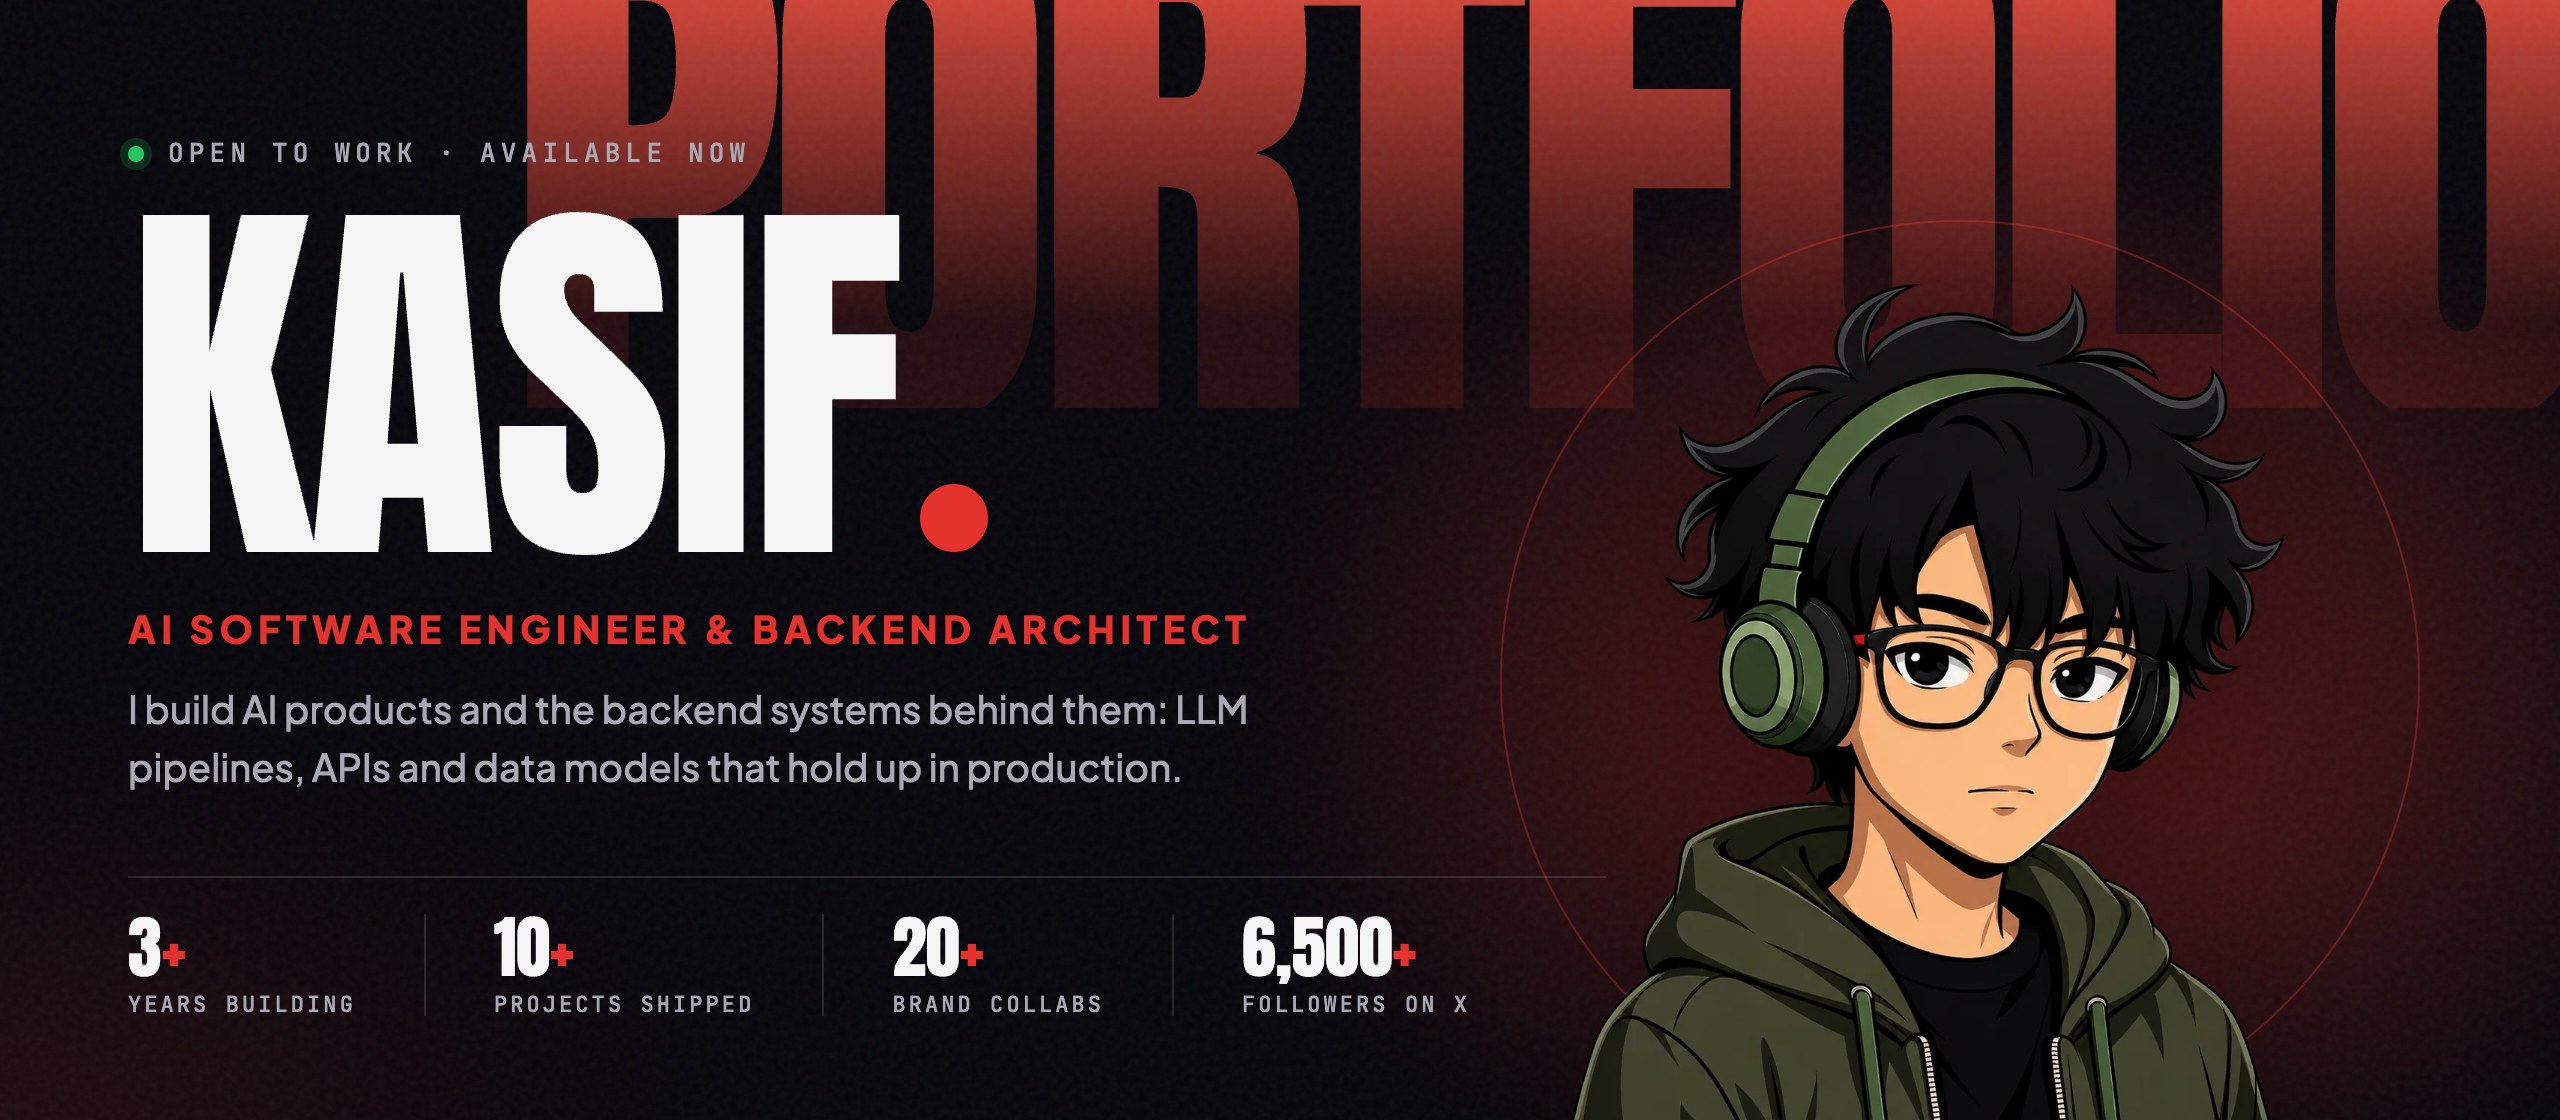 PORTFOLIO
OPEN TO WORK · AVAILABLE NOW
KASIF.
AI SOFTWARE ENGINEER & BACKEND ARCHITECT
I build AI products and the backend systems behind them: LLM
pipelines, APIs and data models that hold up in production.
3+
YEARS BUILDING
10+
PROJECTS SHIPPED
20+
BRAND COLLABS
6,500+
FOLLOWERS ON X